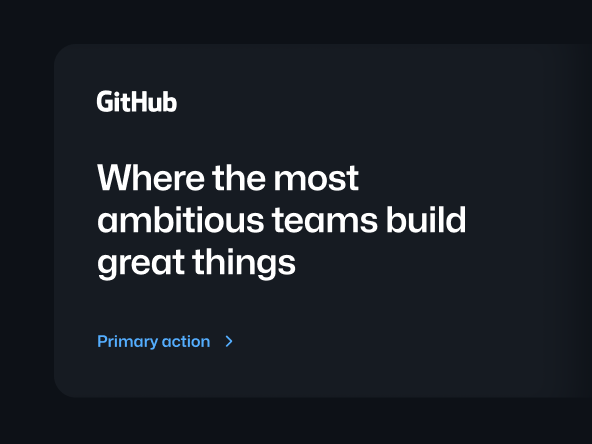 GitHub
Where the most
ambitious teams build
great things
Primary action